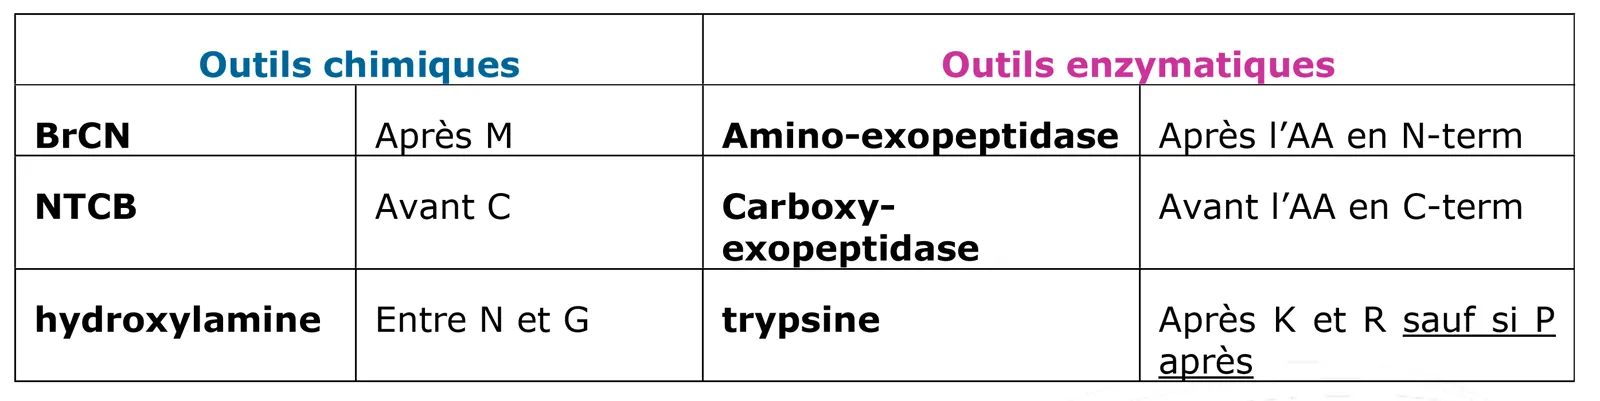 Outils chimiques
Outils enzymatiques
BrCN
Après M
Amino-exopeptidase
Après l’AA en N-term
NTCB
Avant C
Carboxy-
exopeptidase
Avant l’AA en C-term
hydroxylamine
Entre N et G
trypsine
Après K et R sauf si P
après